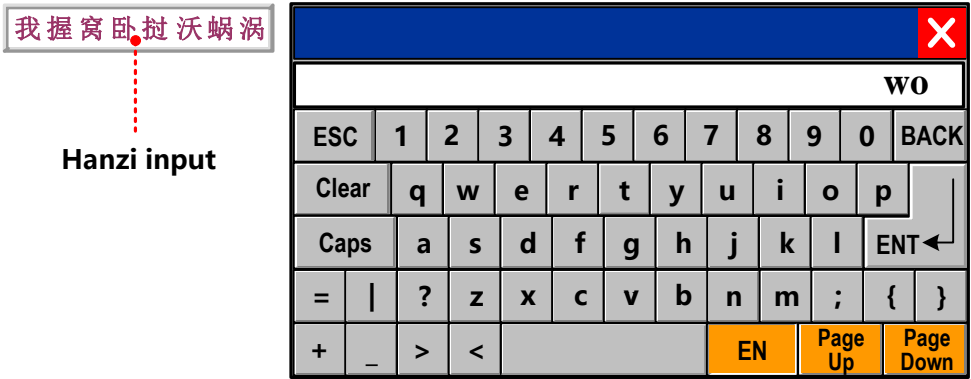 我握窝卧挝沃蜗涡
Hanzi input
X
wo
ESC 1 2 3 4 5 6 7 8 9 0 BACK
Clear q w e r t y u i o p
Caps a s d f g h j k l ENT
= | ? z x c v b n m ; { }
+ _ > < EN Page Up Page Down